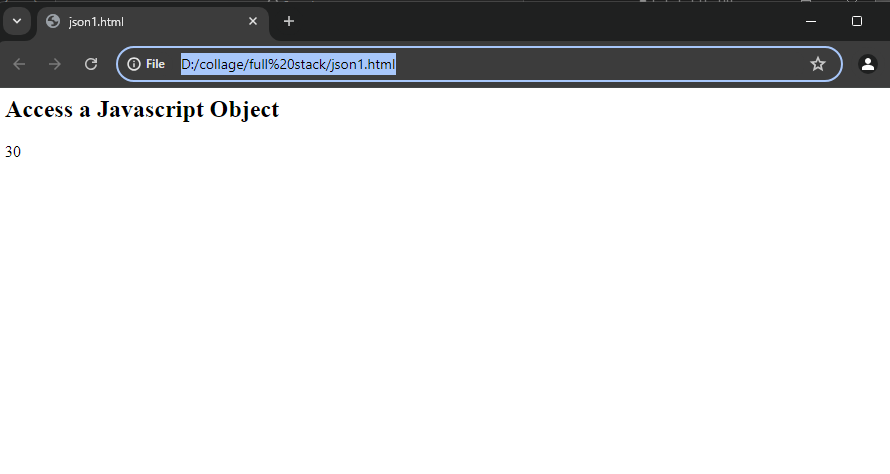 json1.html
File D:/collage/full%20stack/json1.html
Access a Javascript Object
30